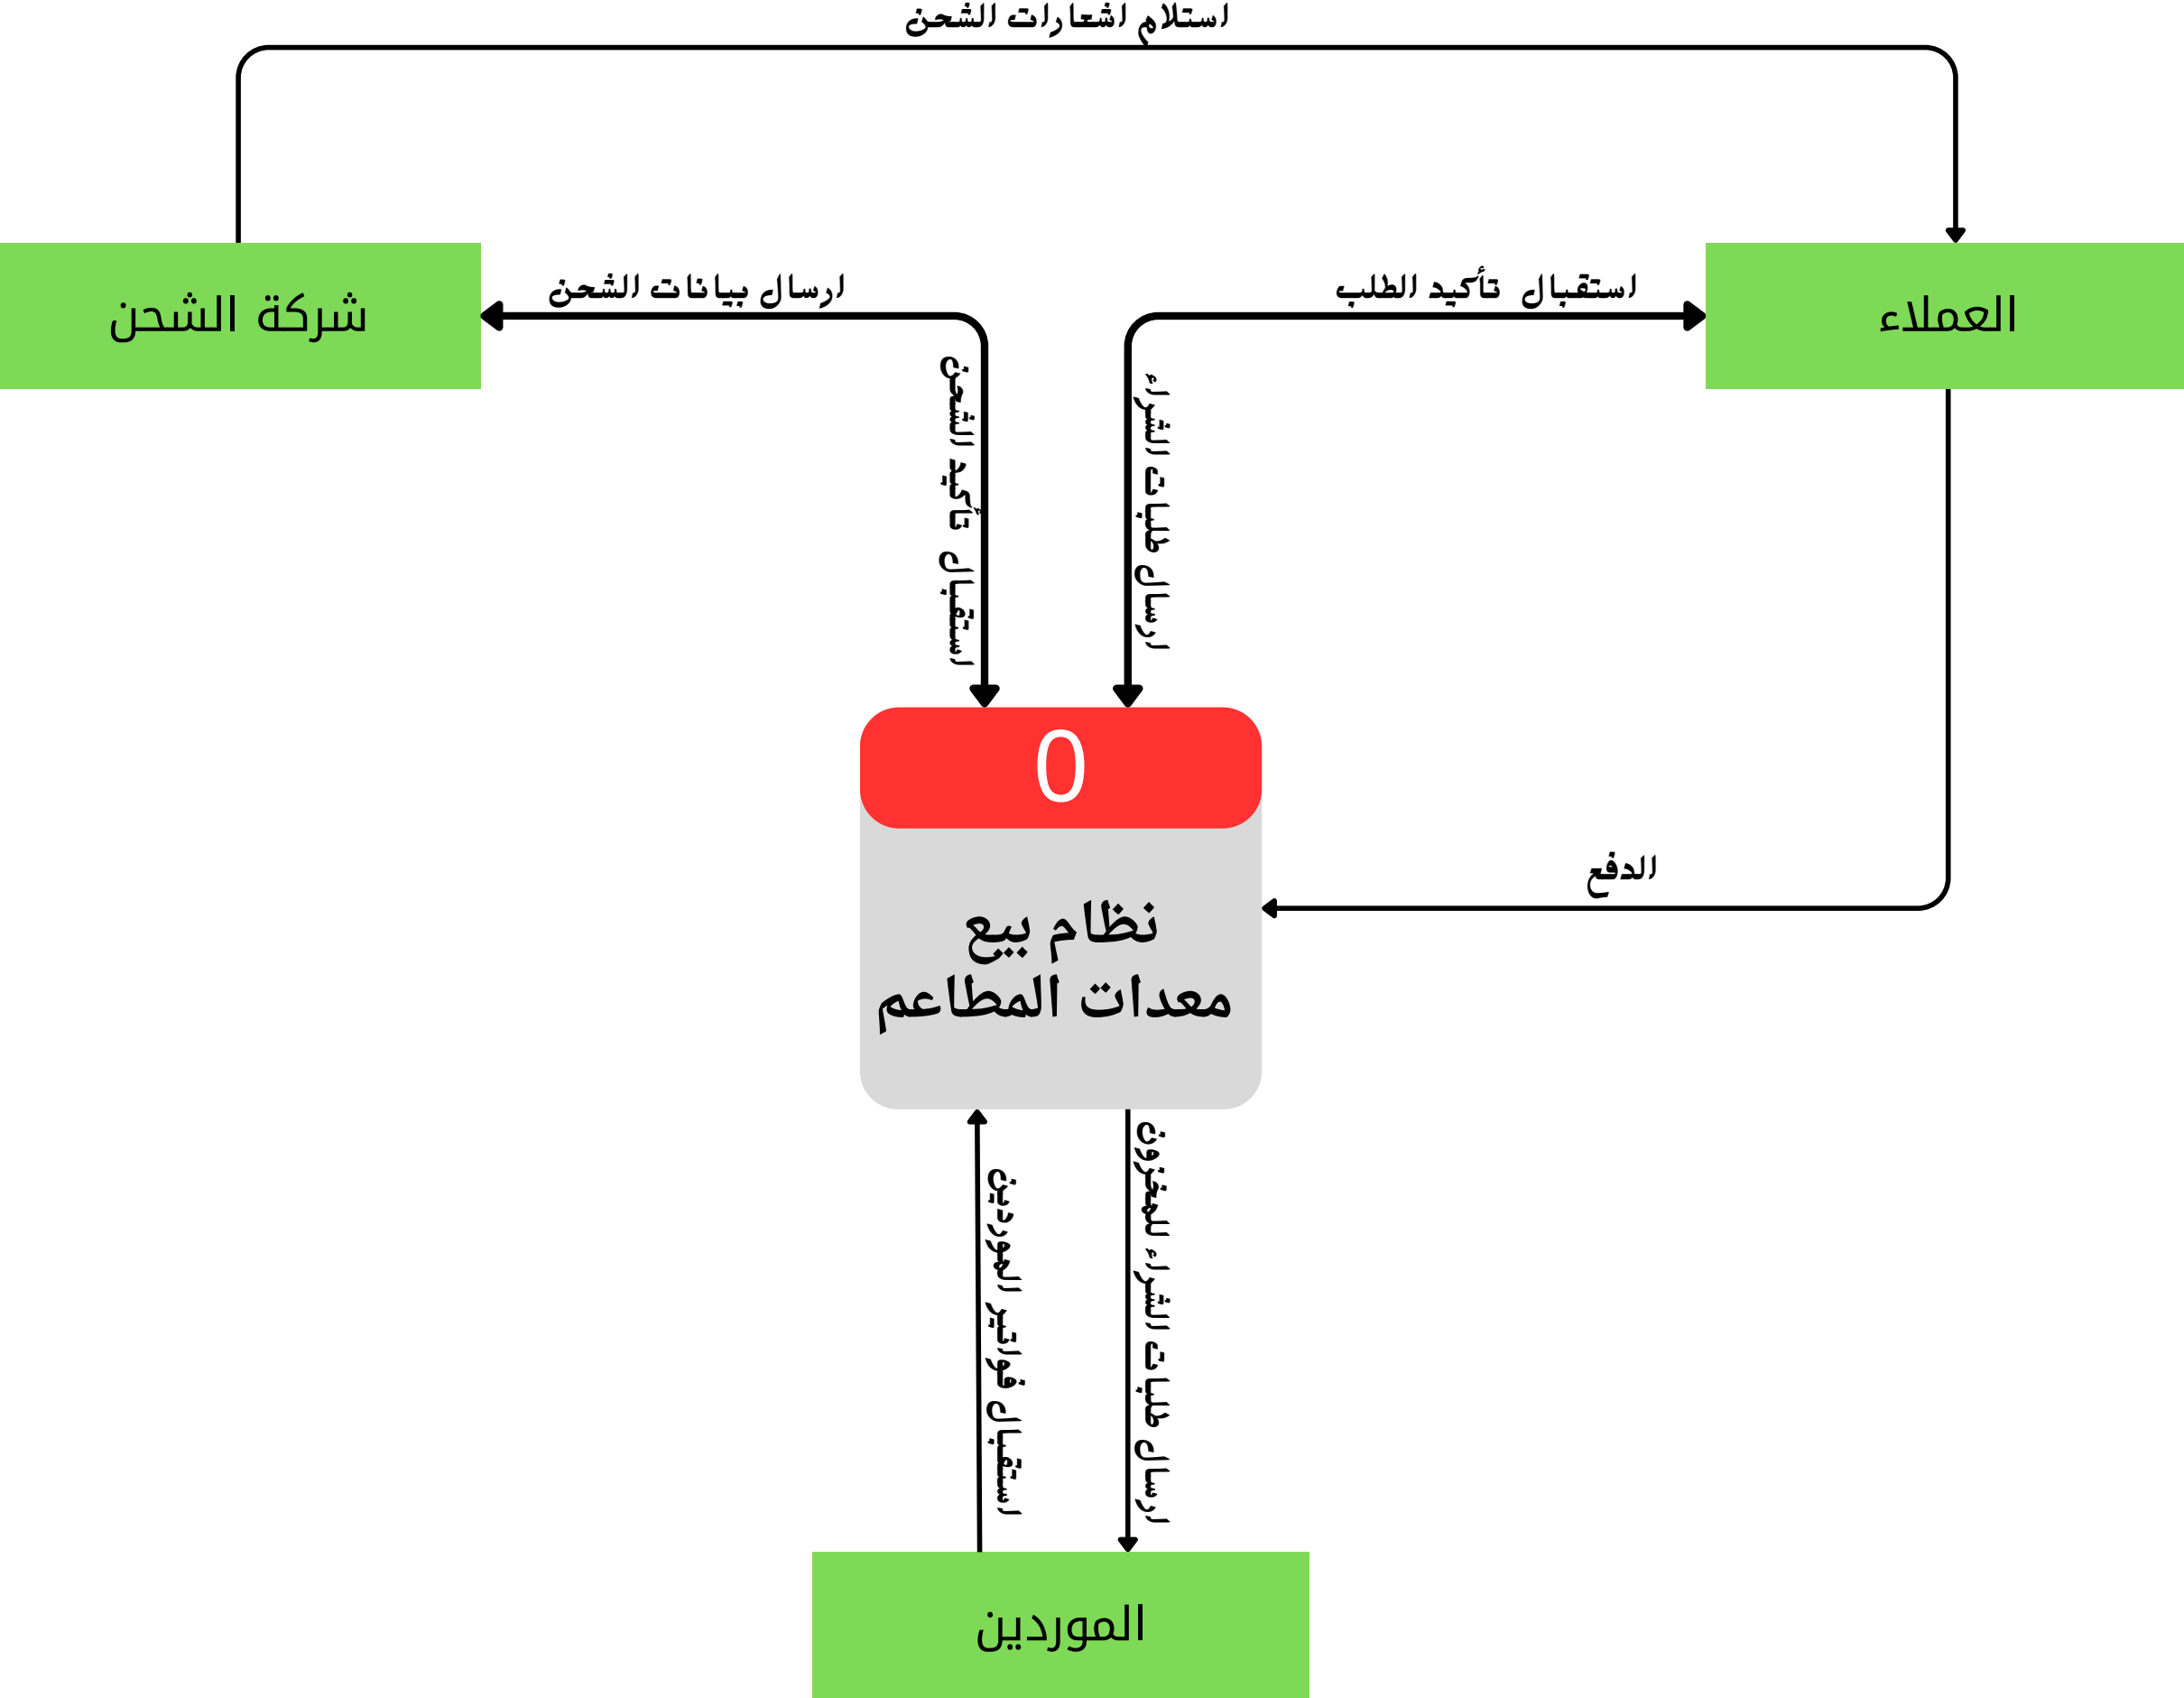 استلام اشعارات الشحن
شركة الشحن
ارسال بيانات الشحن
استقبال تأكيد الطلب
العملاء
استقبال تأكيد الشحن
ارسال طلبات الشراء
0
نظام بيع
معدات المطاعم
الدفع
استقبال فواتير الموردين
ارسال طلبات الشراء للمخزون
الموردين